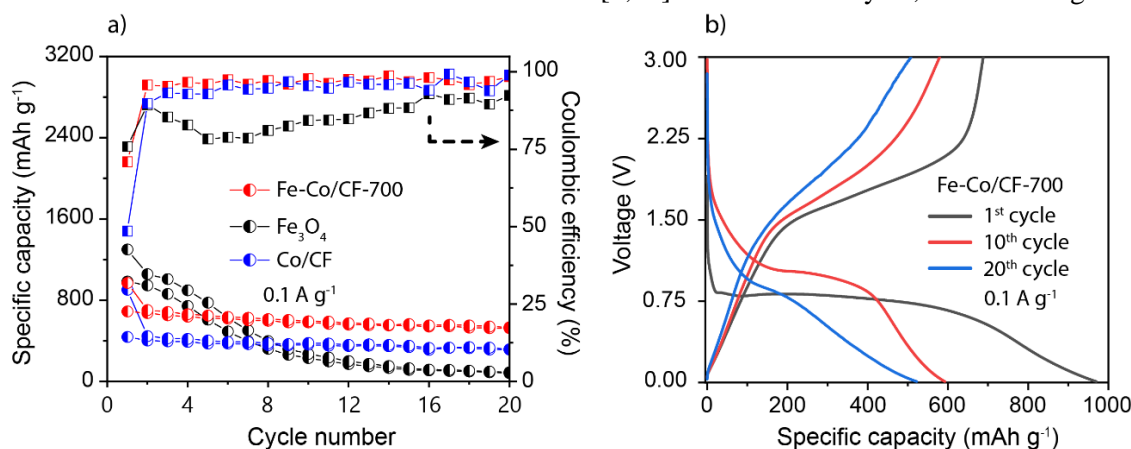 a)
3200
2400
1600
800
0
Specific capacity (mAh g⁻¹)
0 4 8 12 16 20
Cycle number
100
75
50
25
0
Coulombic efficiency (%)
Fe-Co/CF-700
Fe₃O₄
Co/CF
0.1 A g⁻¹
b)
3.00
2.25
1.50
0.75
0.00
Voltage (V)
0 200 400 600 800 1000
Specific capacity (mAh g⁻¹)
Fe-Co/CF-700
1ˢᵗ cycle
10ᵗʰ cycle
20ᵗʰ cycle
0.1 A g⁻¹